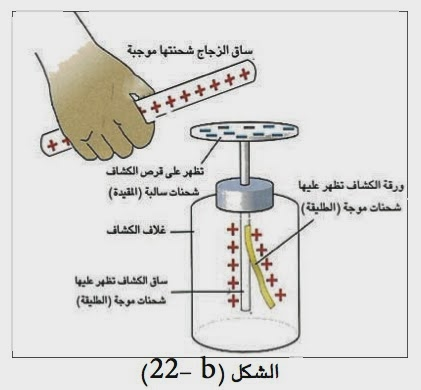 ساق الزجاج شحنتها موجبة
تظهر على قرص الكشاف
شحنات سالبة (المقيدة)
ورقة الكشاف تظهر عليها
شحنات موجة (الطليقة)
غلاف الكشاف
ساق الكشاف تظهر عليها
شحنات موجة (الطليقة)
الشكل (22- b)